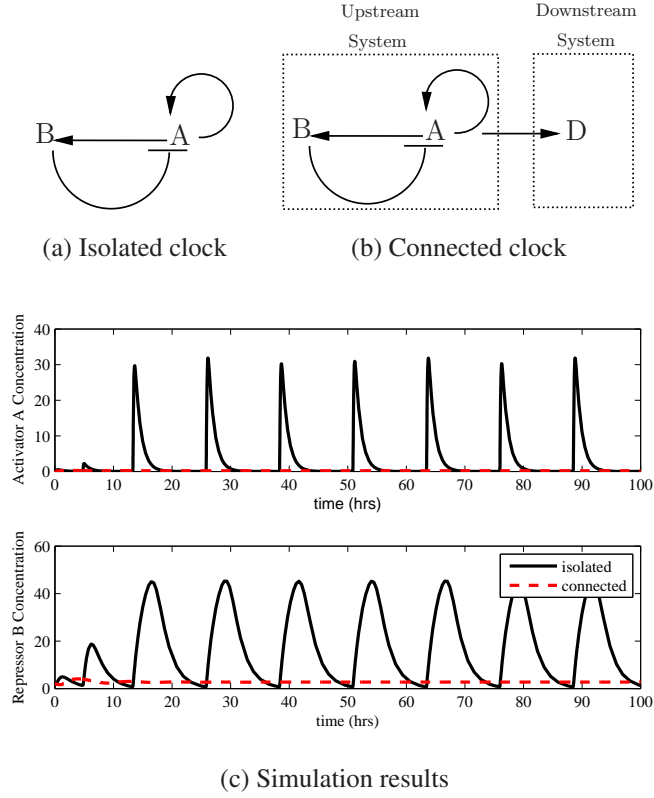 Upstream
System
Downstream
System
B
A
B
A
D
(a) Isolated clock
(b) Connected clock
Activator A Concentration
40
30
20
10
0
0 10 20 30 40 50 60 70 80 90 100
time (hrs)
Repressor B Concentration
60
40
20
0
isolated
connected
0 10 20 30 40 50 60 70 80 90 100
time (hrs)
(c) Simulation results